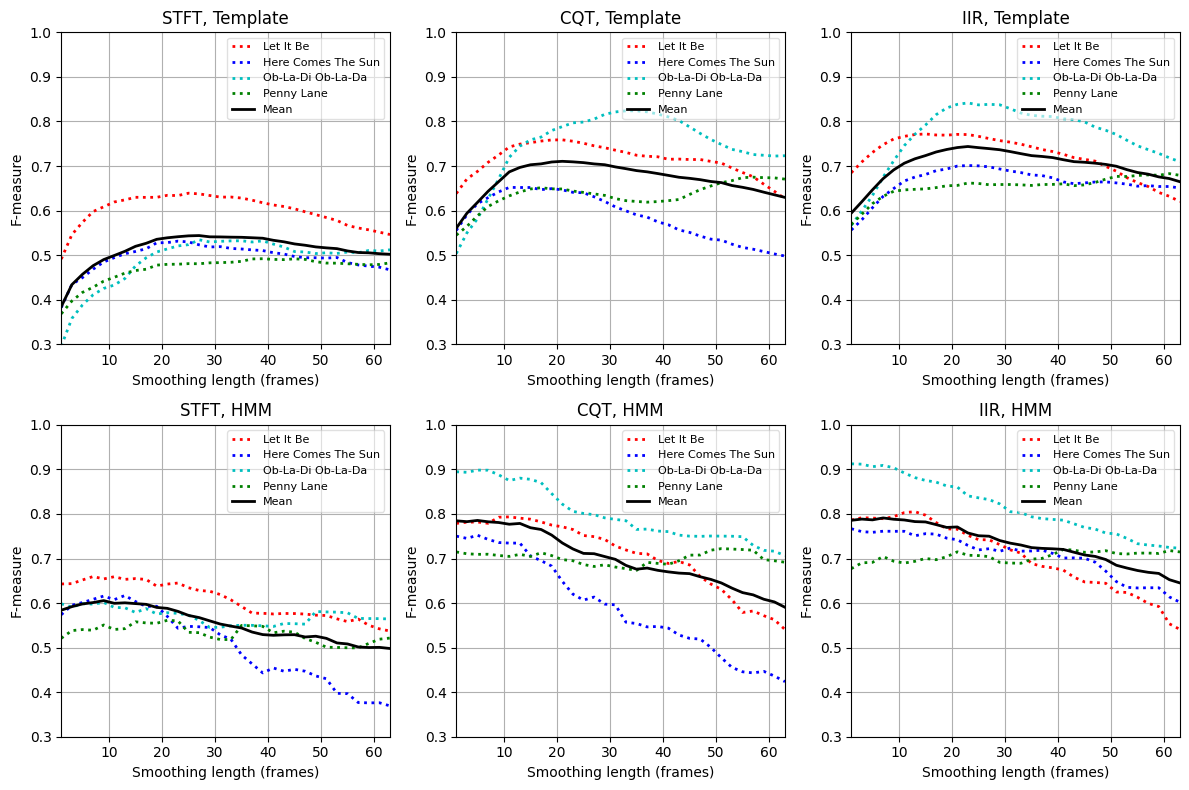 STFT, Template
1.0
0.9
0.8
0.7
0.6
0.5
0.4
0.3
F-measure
Let It Be
Here Comes The Sun
Ob-La-Di Ob-La-Da
Penny Lane
Mean
10 20 30 40 50 60
Smoothing length (frames)
CQT, Template
1.0
0.9
0.8
0.7
0.6
0.5
0.4
0.3
F-measure
Let It Be
Here Comes The Sun
Ob-La-Di Ob-La-Da
Penny Lane
Mean
10 20 30 40 50 60
Smoothing length (frames)
IIR, Template
1.0
0.9
0.8
0.7
0.6
0.5
0.4
0.3
F-measure
Let It Be
Here Comes The Sun
Ob-La-Di Ob-La-Da
Penny Lane
Mean
10 20 30 40 50 60
Smoothing length (frames)
STFT, HMM
1.0
0.9
0.8
0.7
0.6
0.5
0.4
0.3
F-measure
Let It Be
Here Comes The Sun
Ob-La-Di Ob-La-Da
Penny Lane
Mean
10 20 30 40 50 60
Smoothing length (frames)
CQT, HMM
1.0
0.9
0.8
0.7
0.6
0.5
0.4
0.3
F-measure
Let It Be
Here Comes The Sun
Ob-La-Di Ob-La-Da
Penny Lane
Mean
10 20 30 40 50 60
Smoothing length (frames)
IIR, HMM
1.0
0.9
0.8
0.7
0.6
0.5
0.4
0.3
F-measure
Let It Be
Here Comes The Sun
Ob-La-Di Ob-La-Da
Penny Lane
Mean
10 20 30 40 50 60
Smoothing length (frames)